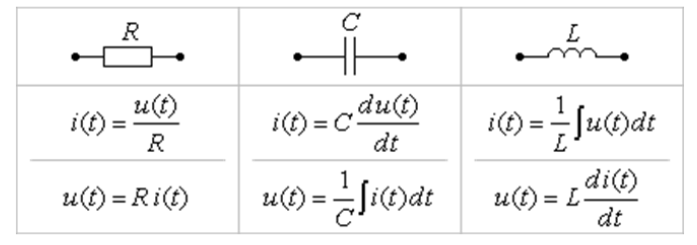 R C L
i(t) = u(t)/R i(t) = C du(t)/dt i(t) = 1/L ∫u(t)dt
u(t) = R i(t) u(t) = 1/C ∫i(t)dt u(t) = L di(t)/dt